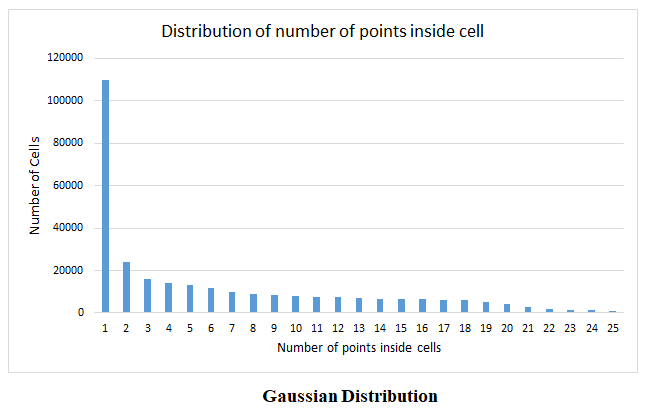 Distribution of number of points inside cell
120000
100000
80000
60000
40000
20000
0
Number of Cells
1 2 3 4 5 6 7 8 9 10 11 12 13 14 15 16 17 18 19 20 21 22 23 24 25
Number of points inside cells
Gaussian Distribution